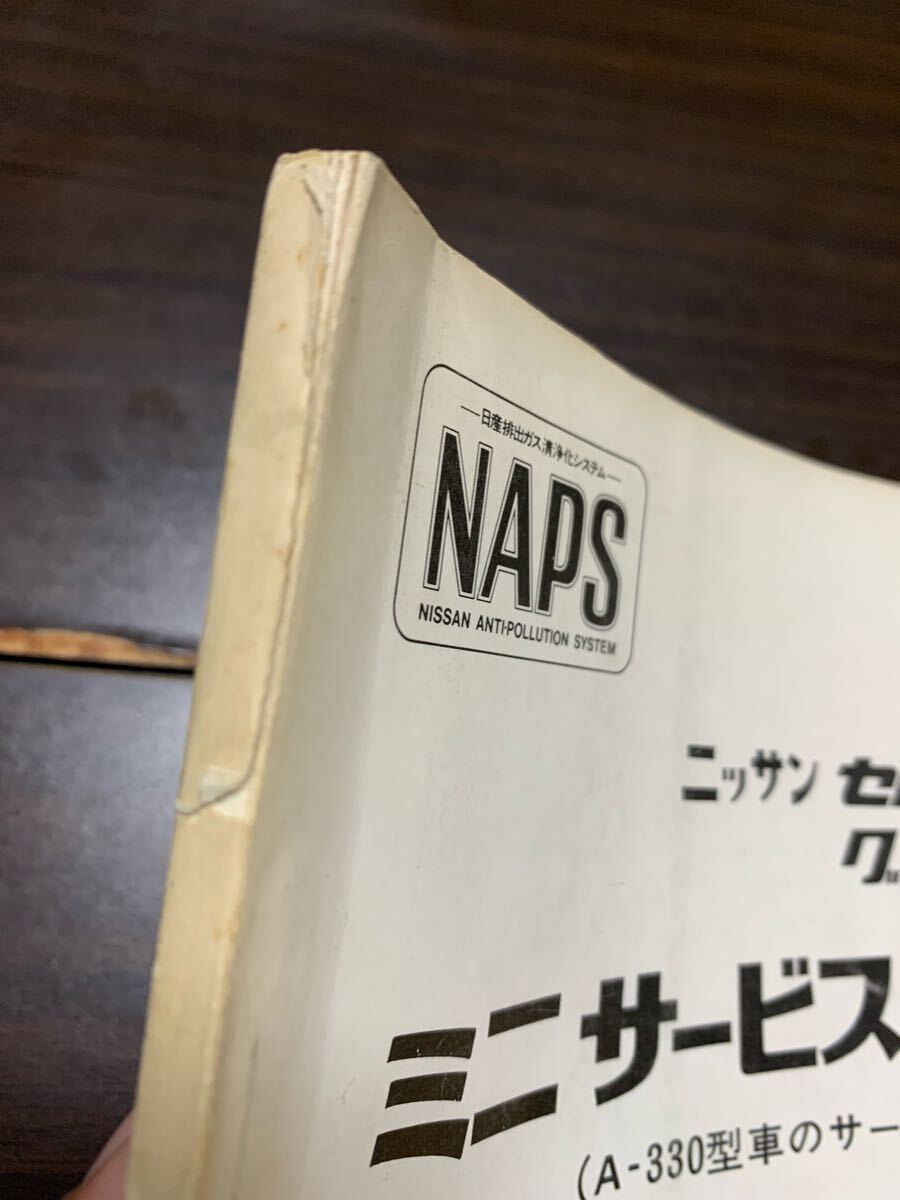 日産排出ガス清浄化システム
NAPS
NISSAN ANTI-POLLUTION SYSTEM
ニッサン セ
グ
ミニサービス
(A-330型車のサー